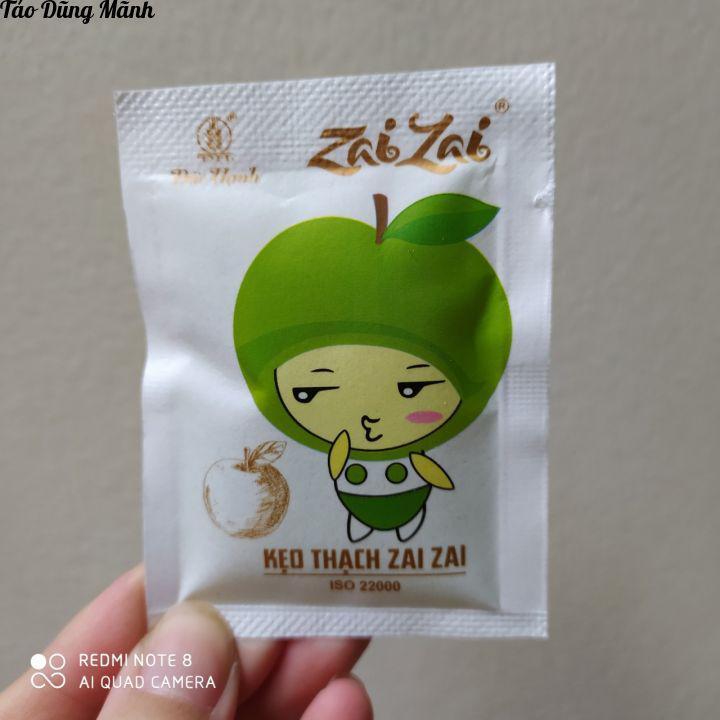 Táo Dũng Mãnh
Zai Zai ®
®
KẸO THẠCH ZAI ZAI
ISO 22000
REDMI NOTE 8
AI QUAD CAMERA